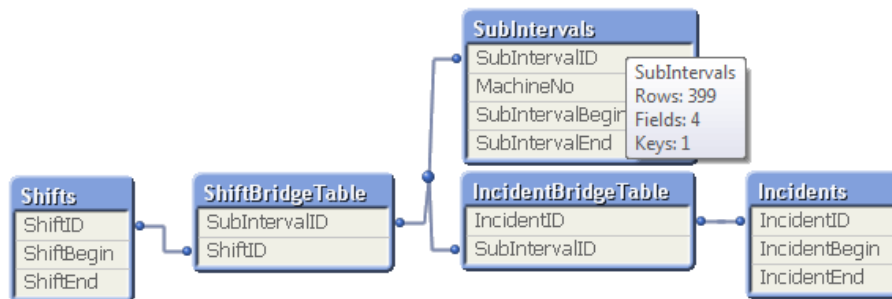 SubIntervals
SubIntervalID
MachineNo
SubIntervalBegin
SubIntervalEnd
SubIntervals
Rows: 399
Fields: 4
Keys: 1
Shifts
ShiftID
ShiftBegin
ShiftEnd
ShiftBridgeTable
SubIntervalID
ShiftID
IncidentBridgeTable
IncidentID
SubIntervalID
Incidents
IncidentID
IncidentBegin
IncidentEnd